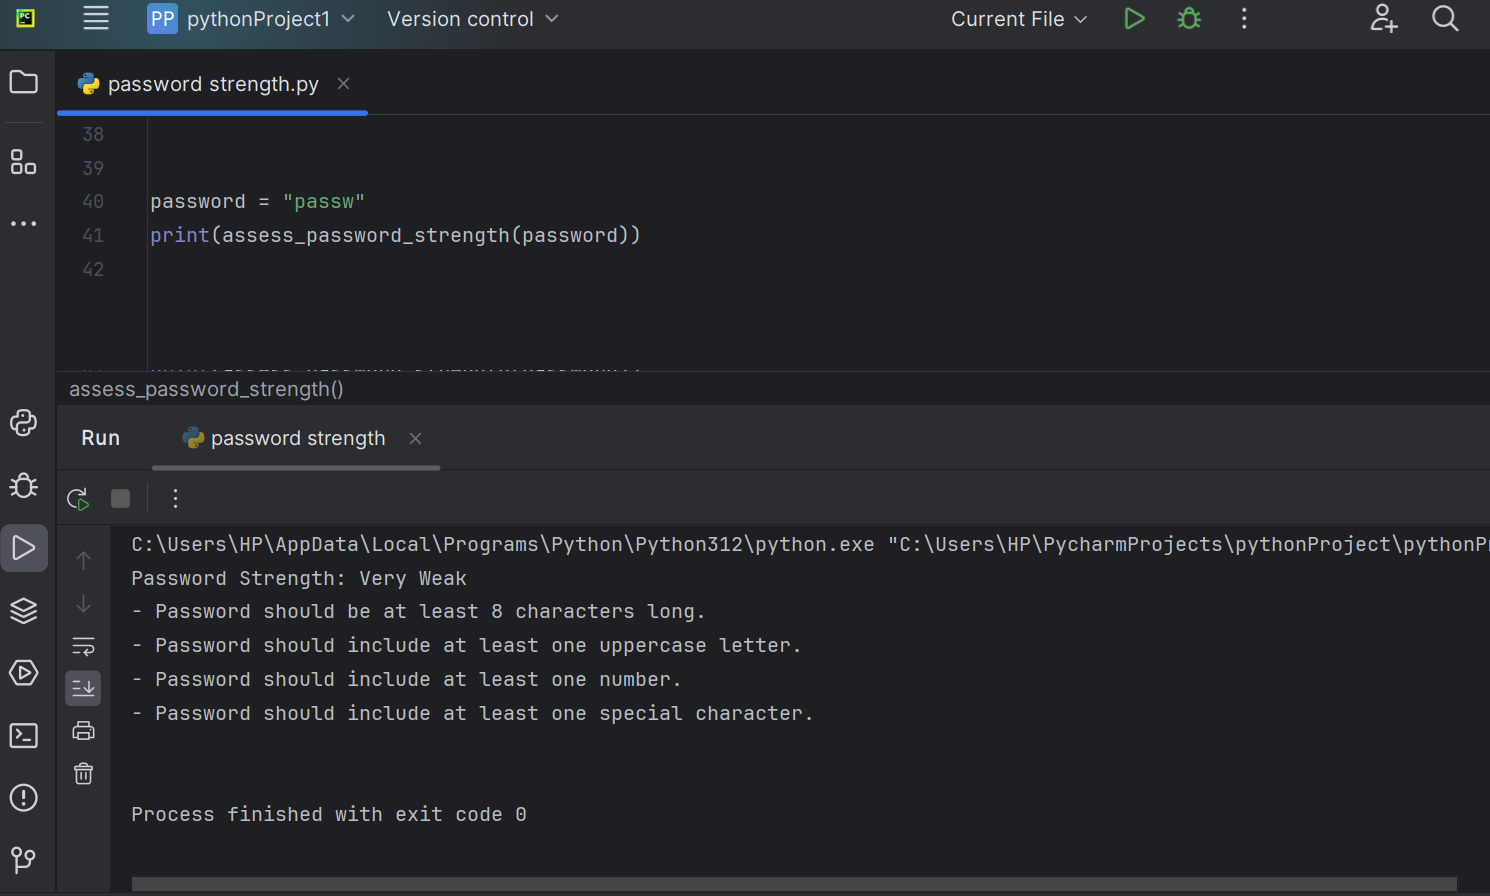 PC
PP pythonProject1 Version control Current File
password strength.py
38
39
40 password = "passw"
41 print(assess_password_strength(password))
42
assess_password_strength()
Run password strength
C:\Users\HP\AppData\Local\Programs\Python\Python312\python.exe "C:\Users\HP\PycharmProjects\pythonProject\pythonPr
Password Strength: Very Weak
- Password should be at least 8 characters long.
- Password should include at least one uppercase letter.
- Password should include at least one number.
- Password should include at least one special character.
Process finished with exit code 0